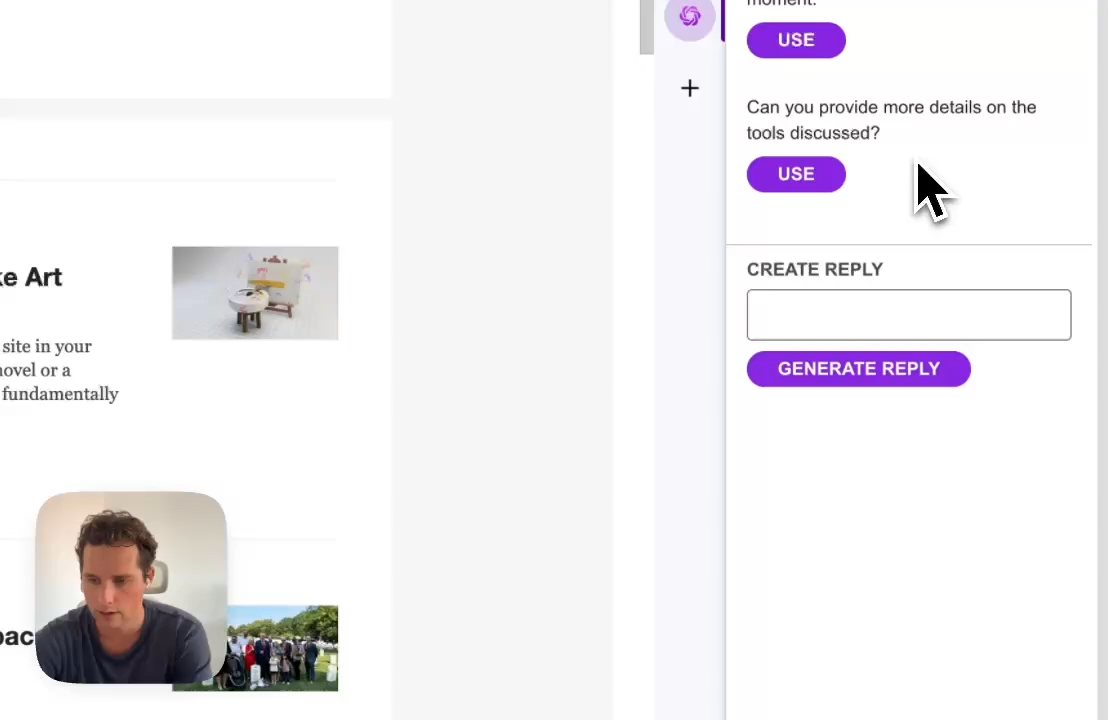 moment.
USE
Can you provide more details on the
tools discussed?
USE
CREATE REPLY
GENERATE REPLY
Art
site in your
novel or a
fundamentally